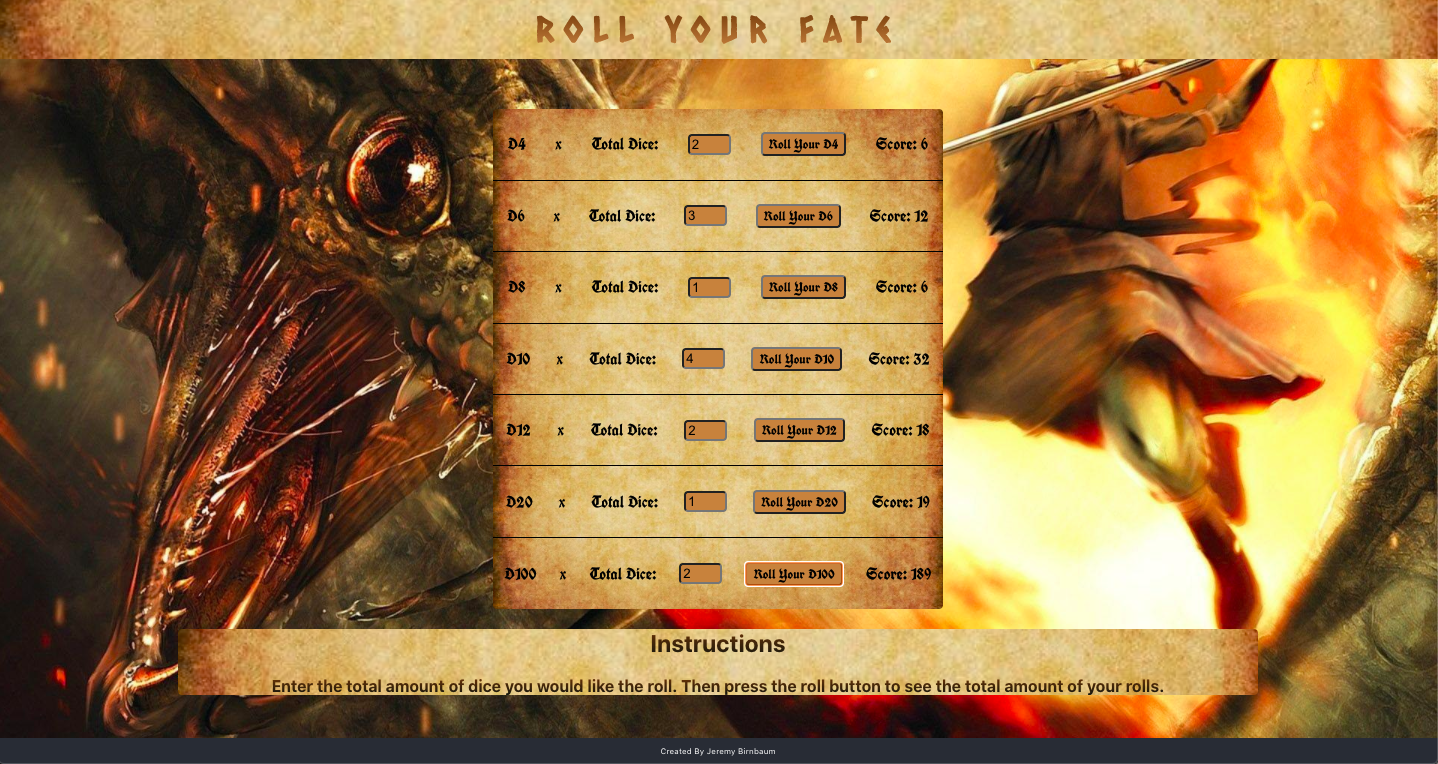 ROLL YOUR FATE
D4 x Total Dice: 2 Roll Your D4 Score: 6
D6 x Total Dice: 3 Roll Your D6 Score: 12
D8 x Total Dice: 1 Roll Your D8 Score: 6
D10 x Total Dice: 4 Roll Your D10 Score: 32
D12 x Total Dice: 2 Roll Your D12 Score: 18
D20 x Total Dice: 1 Roll Your D20 Score: 19
D100 x Total Dice: 2 Roll Your D100 Score: 189
Instructions
Enter the total amount of dice you would like the roll. Then press the roll button to see the total amount of your rolls.
Created By Jeremy Birnbaum